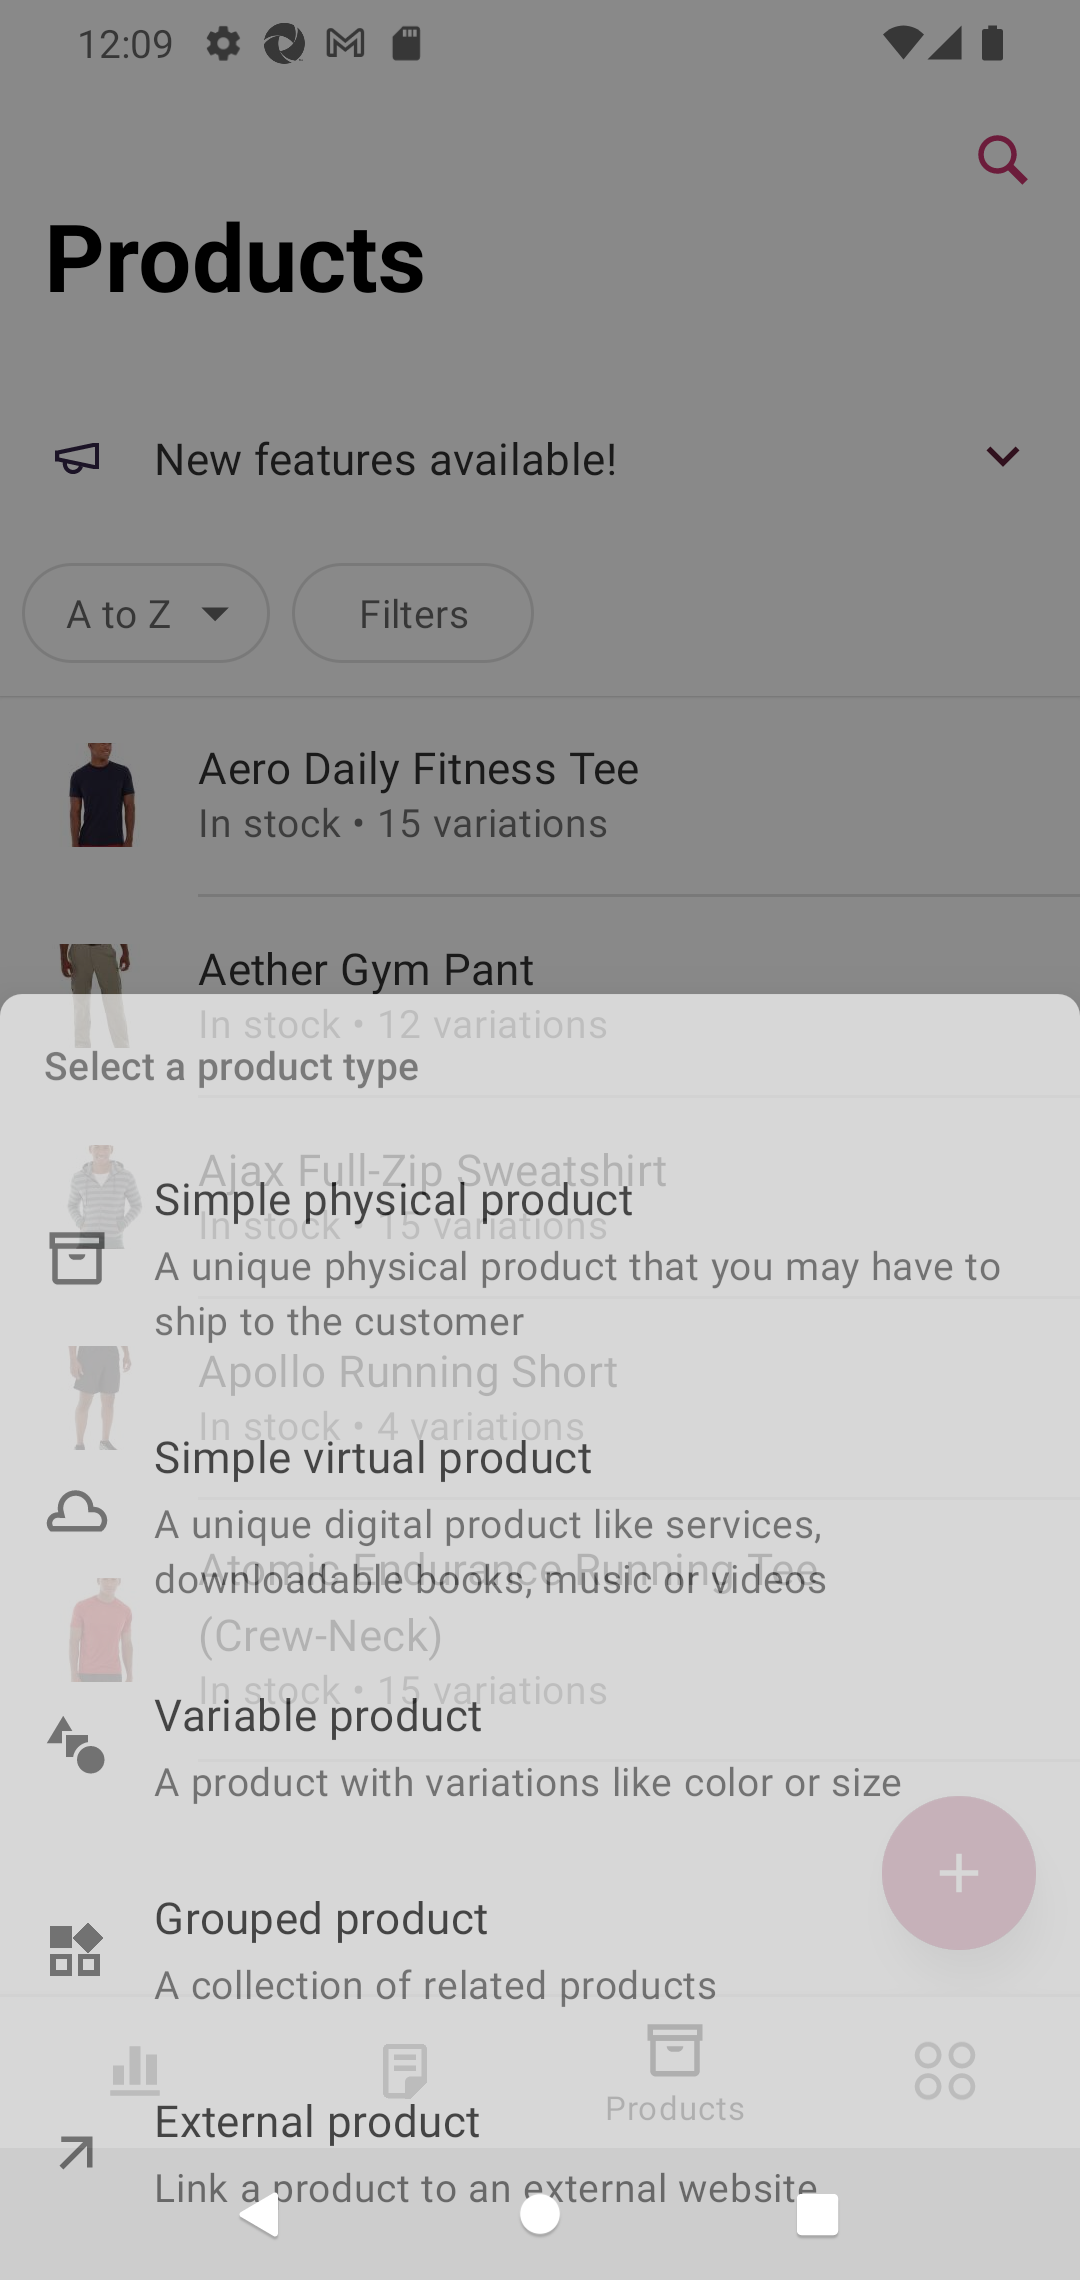 12:09
Products
New features available!
A to Z
Filters
Aero Daily Fitness Tee
In stock • 15 variations
Aether Gym Pant
In stock • 12 variations
Select a product type
Ajax Full-Zip Sweatshirt
Simple physical product
In stock • 15 variations
A unique physical product that you may have to
ship to the customer
Apollo Running Short
In stock • 4 variations
Simple virtual product
A unique digital product like services,
Atomic Endurance Running Tee
downloadable books, music or videos
(Crew-Neck)
In stock • 15 variations
Variable product
A product with variations like color or size
Grouped product
A collection of related products
Products
External product
Link a product to an external website